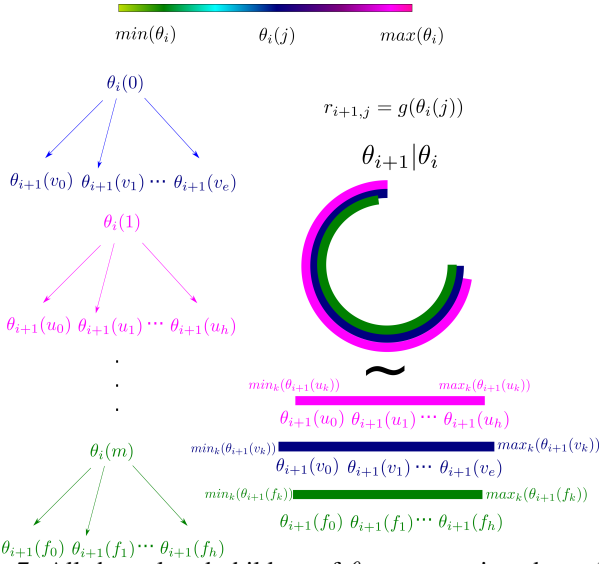 min(θ_i) θ_i(j) max(θ_i)
θ_i(0)
r_{i+1,j} = g(θ_i(j))
θ_{i+1}|θ_i
θ_{i+1}(v_0) θ_{i+1}(v_1) ··· θ_{i+1}(v_e)
θ_i(1)
θ_{i+1}(u_0) θ_{i+1}(u_1) ··· θ_{i+1}(u_h)
·
·
·
~
min_k(θ_{i+1}(u_k)) max_k(θ_{i+1}(u_k))
θ_{i+1}(u_0) θ_{i+1}(u_1) ··· θ_{i+1}(u_h)
min_k(θ_{i+1}(v_k)) max_k(θ_{i+1}(v_k))
θ_{i+1}(v_0) θ_{i+1}(v_1) ··· θ_{i+1}(v_e)
θ_i(m)
min_k(θ_{i+1}(f_k)) max_k(θ_{i+1}(f_k))
θ_{i+1}(f_0) θ_{i+1}(f_1) ··· θ_{i+1}(f_h)
θ_{i+1}(f_0) θ_{i+1}(f_1) ··· θ_{i+1}(f_h)